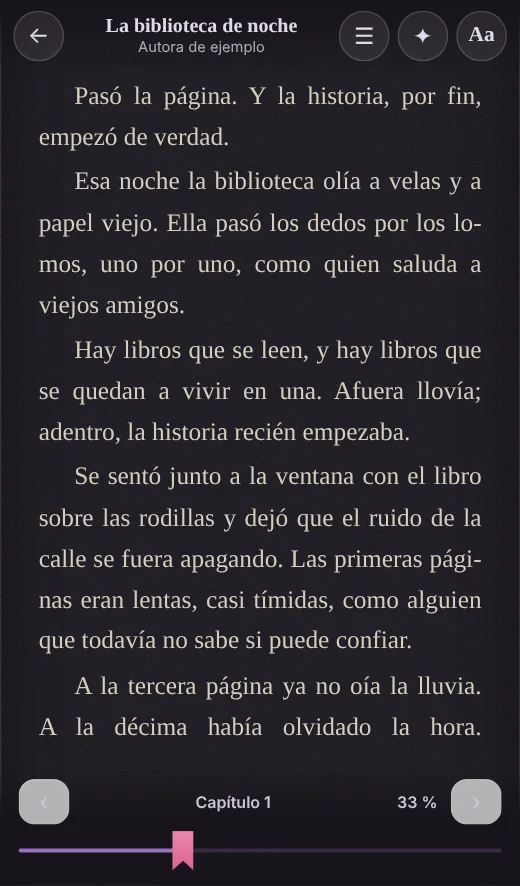 La biblioteca de noche
Autora de ejemplo
Aa
Pasó la página. Y la historia, por fin,
empezó de verdad.
Esa noche la biblioteca olía a velas y a
papel viejo. Ella pasó los dedos por los lo-
mos, uno por uno, como quien saluda a
viejos amigos.
Hay libros que se leen, y hay libros que
se quedan a vivir en una. Afuera llovía;
adentro, la historia recién empezaba.
Se sentó junto a la ventana con el libro
sobre las rodillas y dejó que el ruido de la
calle se fuera apagando. Las primeras pági-
nas eran lentas, casi tímidas, como alguien
que todavía no sabe si puede confiar.
A la tercera página ya no oía la lluvia.
A la décima había olvidado la hora.
‹ Capítulo 1 33 % ›